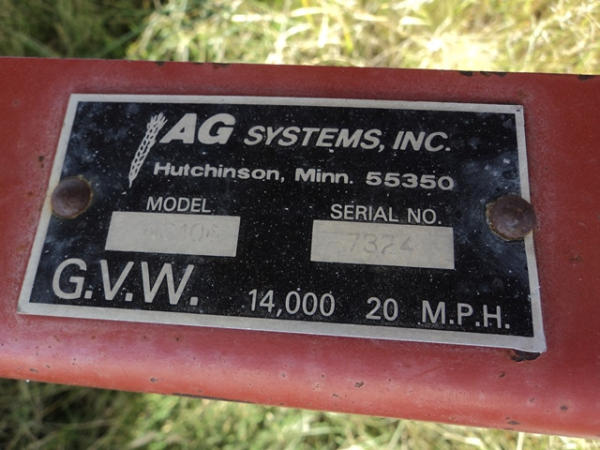 AG SYSTEMS, INC.
Hutchinson, Minn. 55350
MODEL SERIAL NO.
7324
G.V.W. 14,000 20 M.P.H.